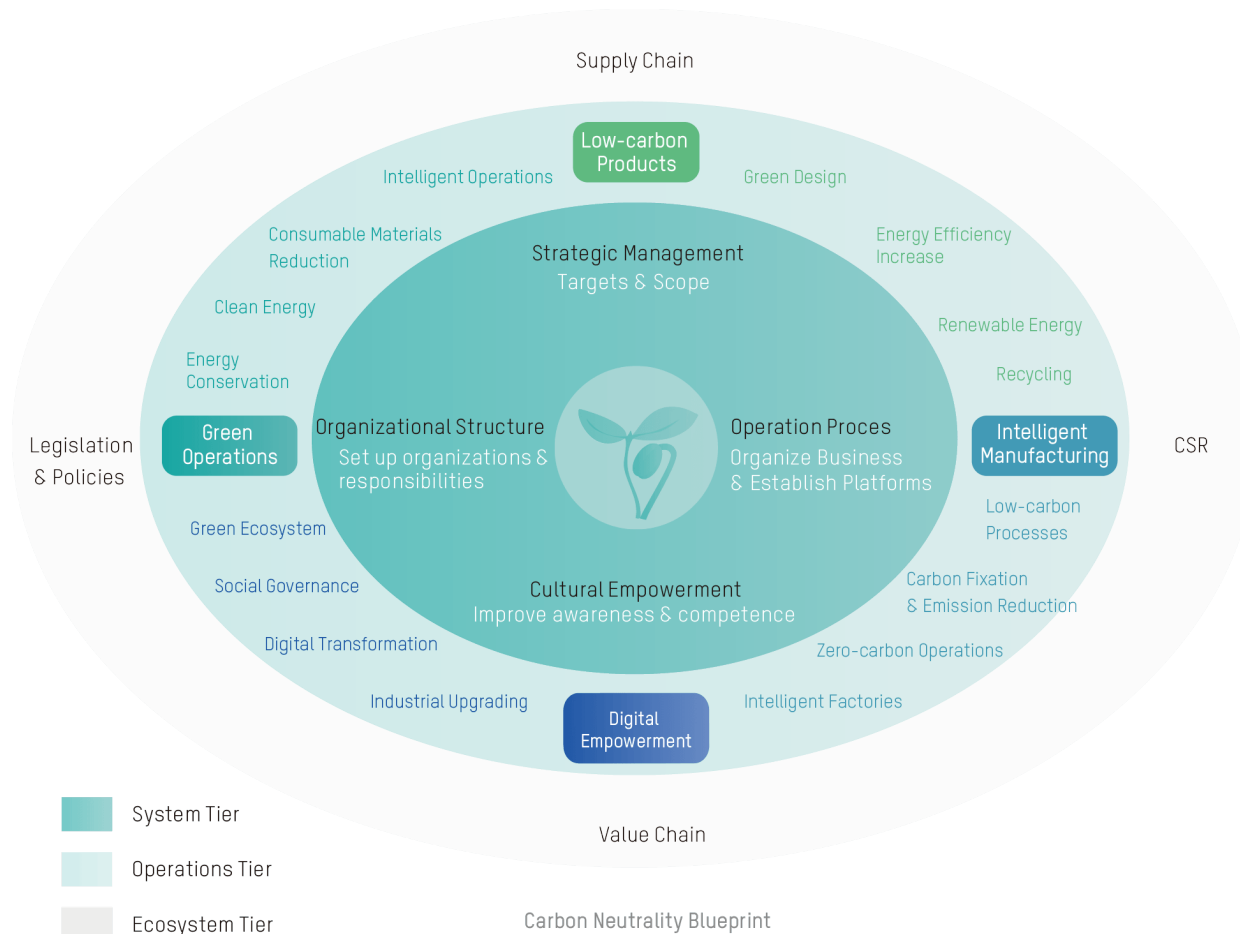 Supply Chain
Low-carbon
Products
Intelligent Operations
Green Design
Consumable Materials
Reduction
Energy Efficiency
Increase
Strategic Management
Targets & Scope
Clean Energy
Renewable Energy
Energy
Conservation
Recycling
Legislation
& Policies
Green
Operations
Organizational Structure
Set up organizations &
responsibilities
Operation Proces
Organize Business
& Establish Platforms
Intelligent
Manufacturing
CSR
Green Ecosystem
Low-carbon
Processes
Social Governance
Cultural Empowerment
Improve awareness & competence
Carbon Fixation
& Emission Reduction
Digital Transformation
Zero-carbon Operations
Industrial Upgrading
Digital
Empowerment
Intelligent Factories
Value Chain
System Tier
Operations Tier
Ecosystem Tier
Carbon Neutrality Blueprint